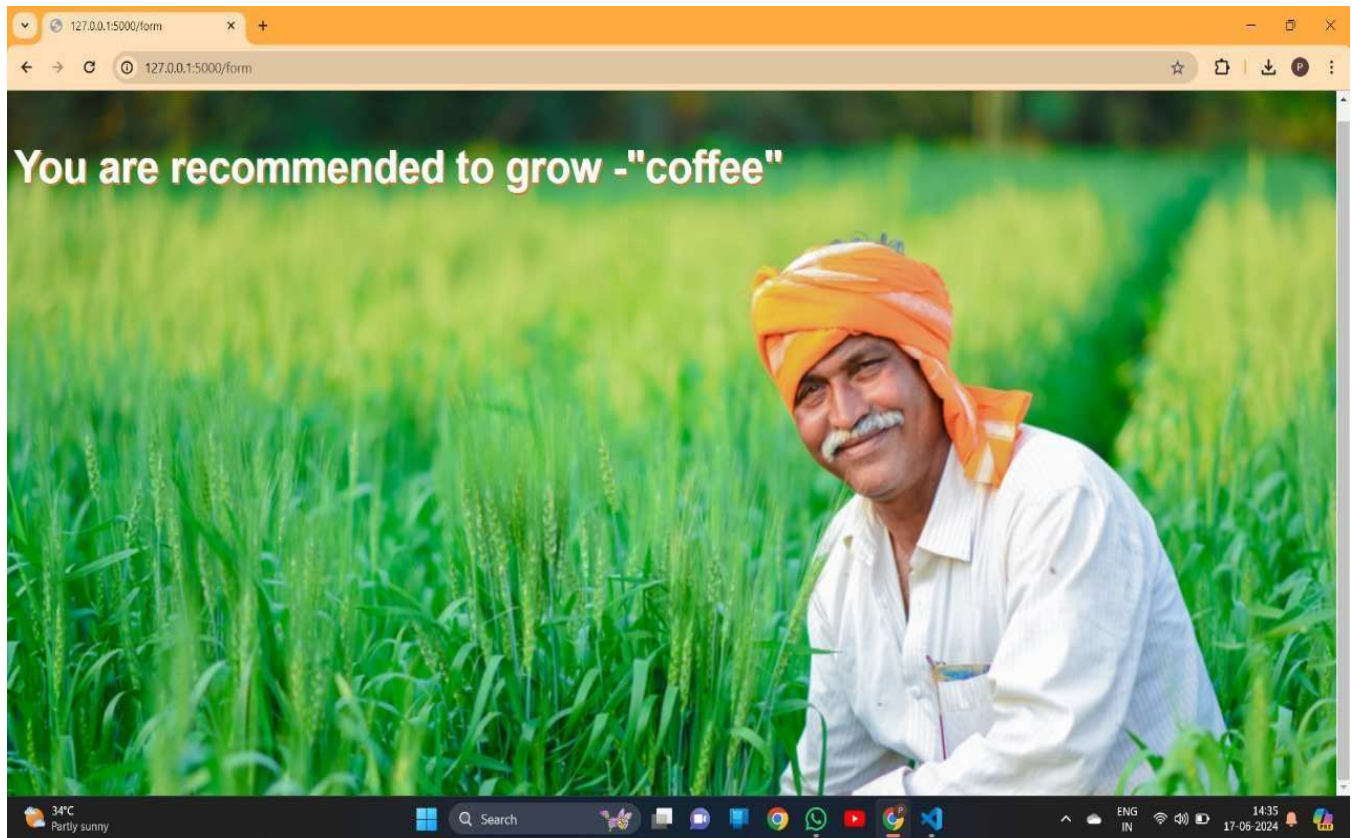 127.0.0.1:5000/form
127.0.0.1:5000/form
P
You are recommended to grow -"coffee"
34°C
Partly sunny
Search
P
ENG
IN
14:35
17-06-2024
PRE